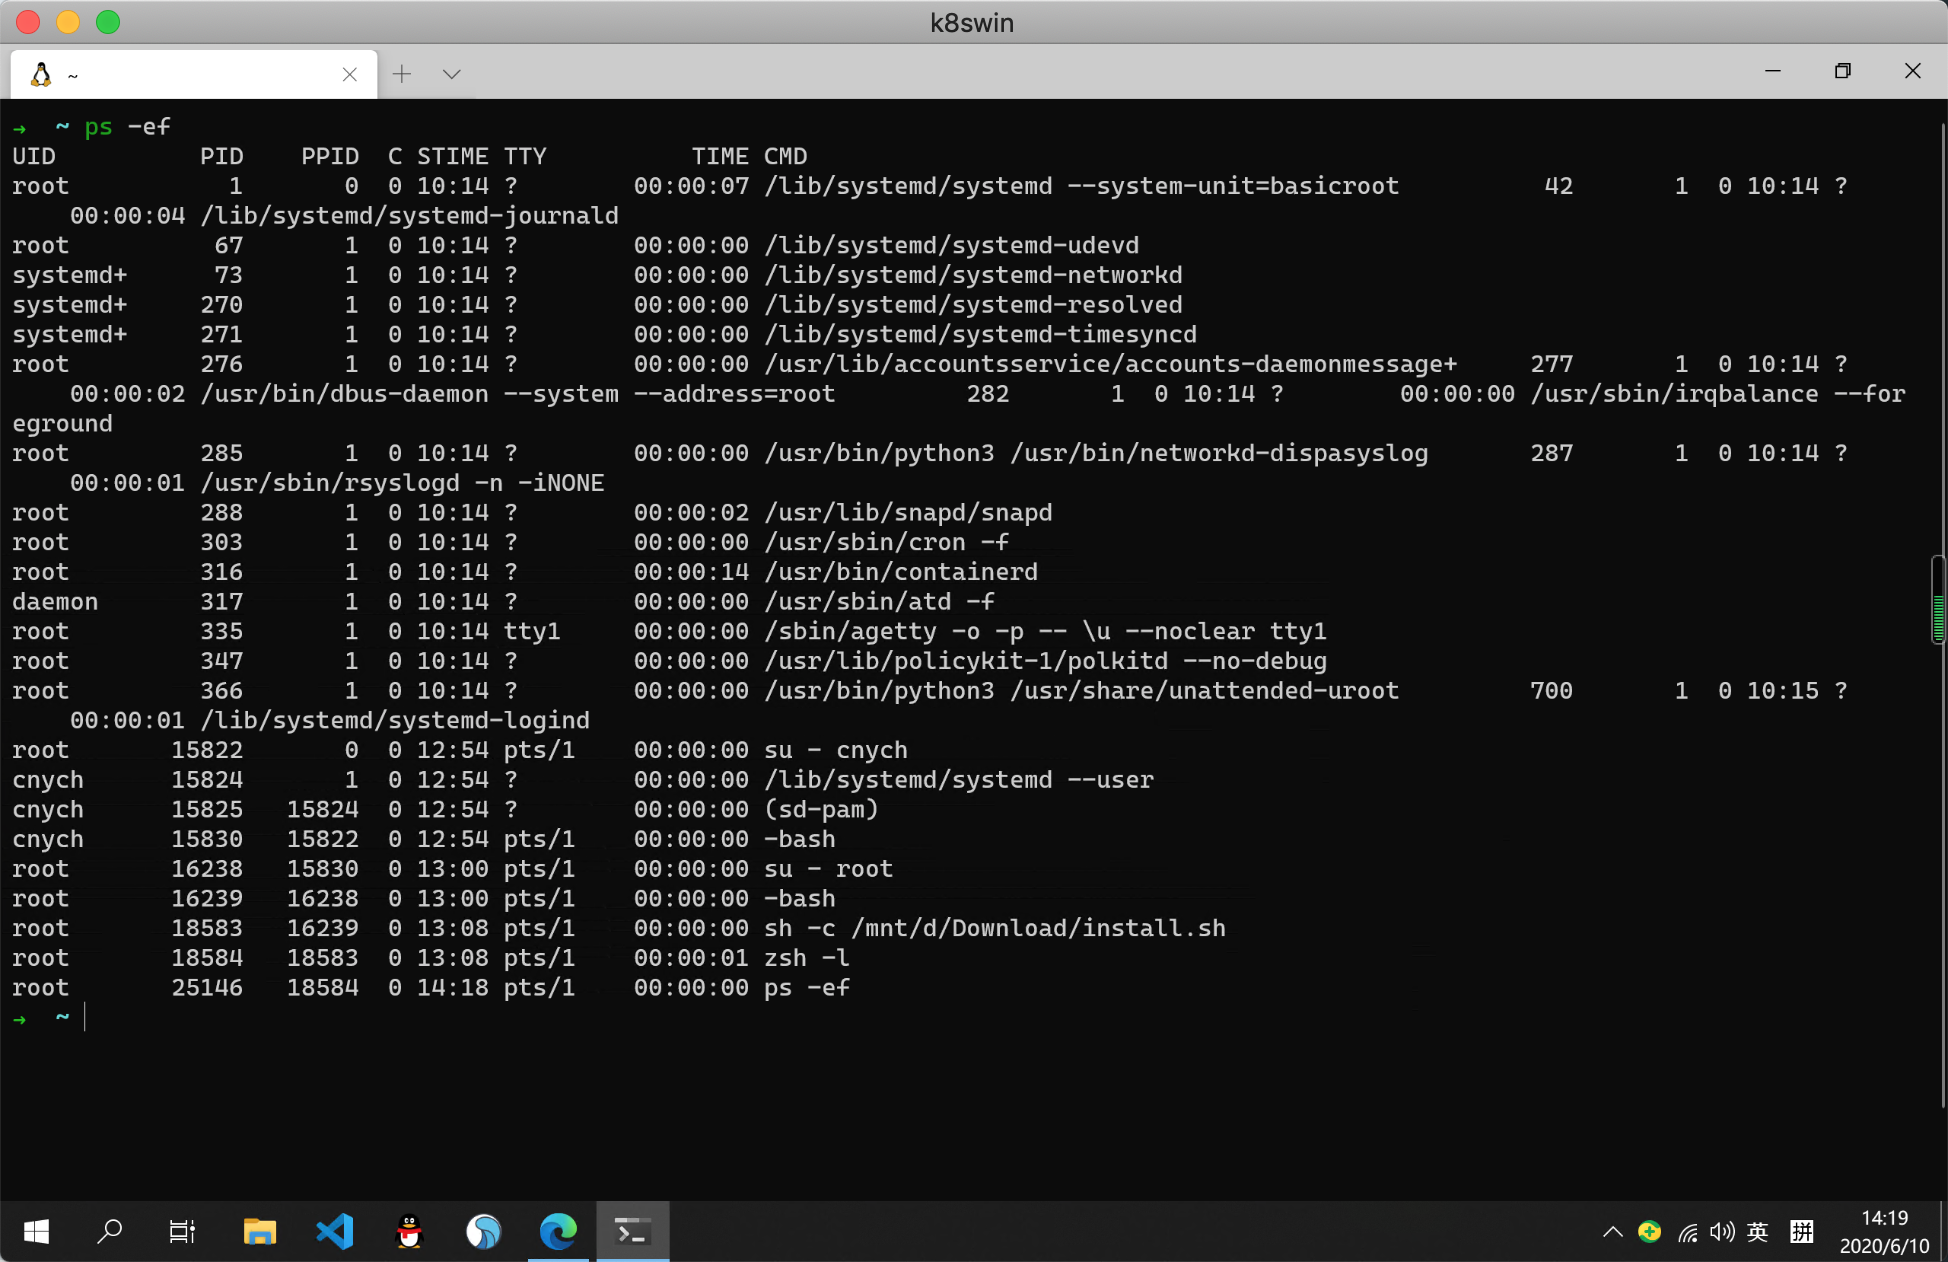 k8swin
~
→ ~ ps -ef
UID          PID    PPID  C STIME TTY          TIME CMD
root           1       0  0 10:14 ?        00:00:07 /lib/systemd/systemd --system-unit=basicroot          42       1  0 10:14 ?
    00:00:04 /lib/systemd/systemd-journald
root          67       1  0 10:14 ?        00:00:00 /lib/systemd/systemd-udevd
systemd+      73       1  0 10:14 ?        00:00:00 /lib/systemd/systemd-networkd
systemd+     270       1  0 10:14 ?        00:00:00 /lib/systemd/systemd-resolved
systemd+     271       1  0 10:14 ?        00:00:00 /lib/systemd/systemd-timesyncd
root         276       1  0 10:14 ?        00:00:00 /usr/lib/accountsservice/accounts-daemonmessage+     277       1  0 10:14 ?
    00:00:02 /usr/bin/dbus-daemon --system --address=root         282       1  0 10:14 ?        00:00:00 /usr/sbin/irqbalance --for
eground
root         285       1  0 10:14 ?        00:00:00 /usr/bin/python3 /usr/bin/networkd-dispasyslog       287       1  0 10:14 ?
    00:00:01 /usr/sbin/rsyslogd -n -iNONE
root         288       1  0 10:14 ?        00:00:02 /usr/lib/snapd/snapd
root         303       1  0 10:14 ?        00:00:00 /usr/sbin/cron -f
root         316       1  0 10:14 ?        00:00:14 /usr/bin/containerd
daemon       317       1  0 10:14 ?        00:00:00 /usr/sbin/atd -f
root         335       1  0 10:14 tty1     00:00:00 /sbin/agetty -o -p -- \u --noclear tty1
root         347       1  0 10:14 ?        00:00:00 /usr/lib/policykit-1/polkitd --no-debug
root         366       1  0 10:14 ?        00:00:00 /usr/bin/python3 /usr/share/unattended-uroot         700       1  0 10:15 ?
    00:00:01 /lib/systemd/systemd-logind
root       15822       0  0 12:54 pts/1    00:00:00 su - cnych
cnych      15824       1  0 12:54 ?        00:00:00 /lib/systemd/systemd --user
cnych      15825   15824  0 12:54 ?        00:00:00 (sd-pam)
cnych      15830   15822  0 12:54 pts/1    00:00:00 -bash
root       16238   15830  0 13:00 pts/1    00:00:00 su - root
root       16239   16238  0 13:00 pts/1    00:00:00 -bash
root       18583   16239  0 13:08 pts/1    00:00:00 sh -c /mnt/d/Download/install.sh
root       18584   18583  0 13:08 pts/1    00:00:01 zsh -l
root       25146   18584  0 14:18 pts/1    00:00:00 ps -ef
→ ~
英 拼
14:19
2020/6/10